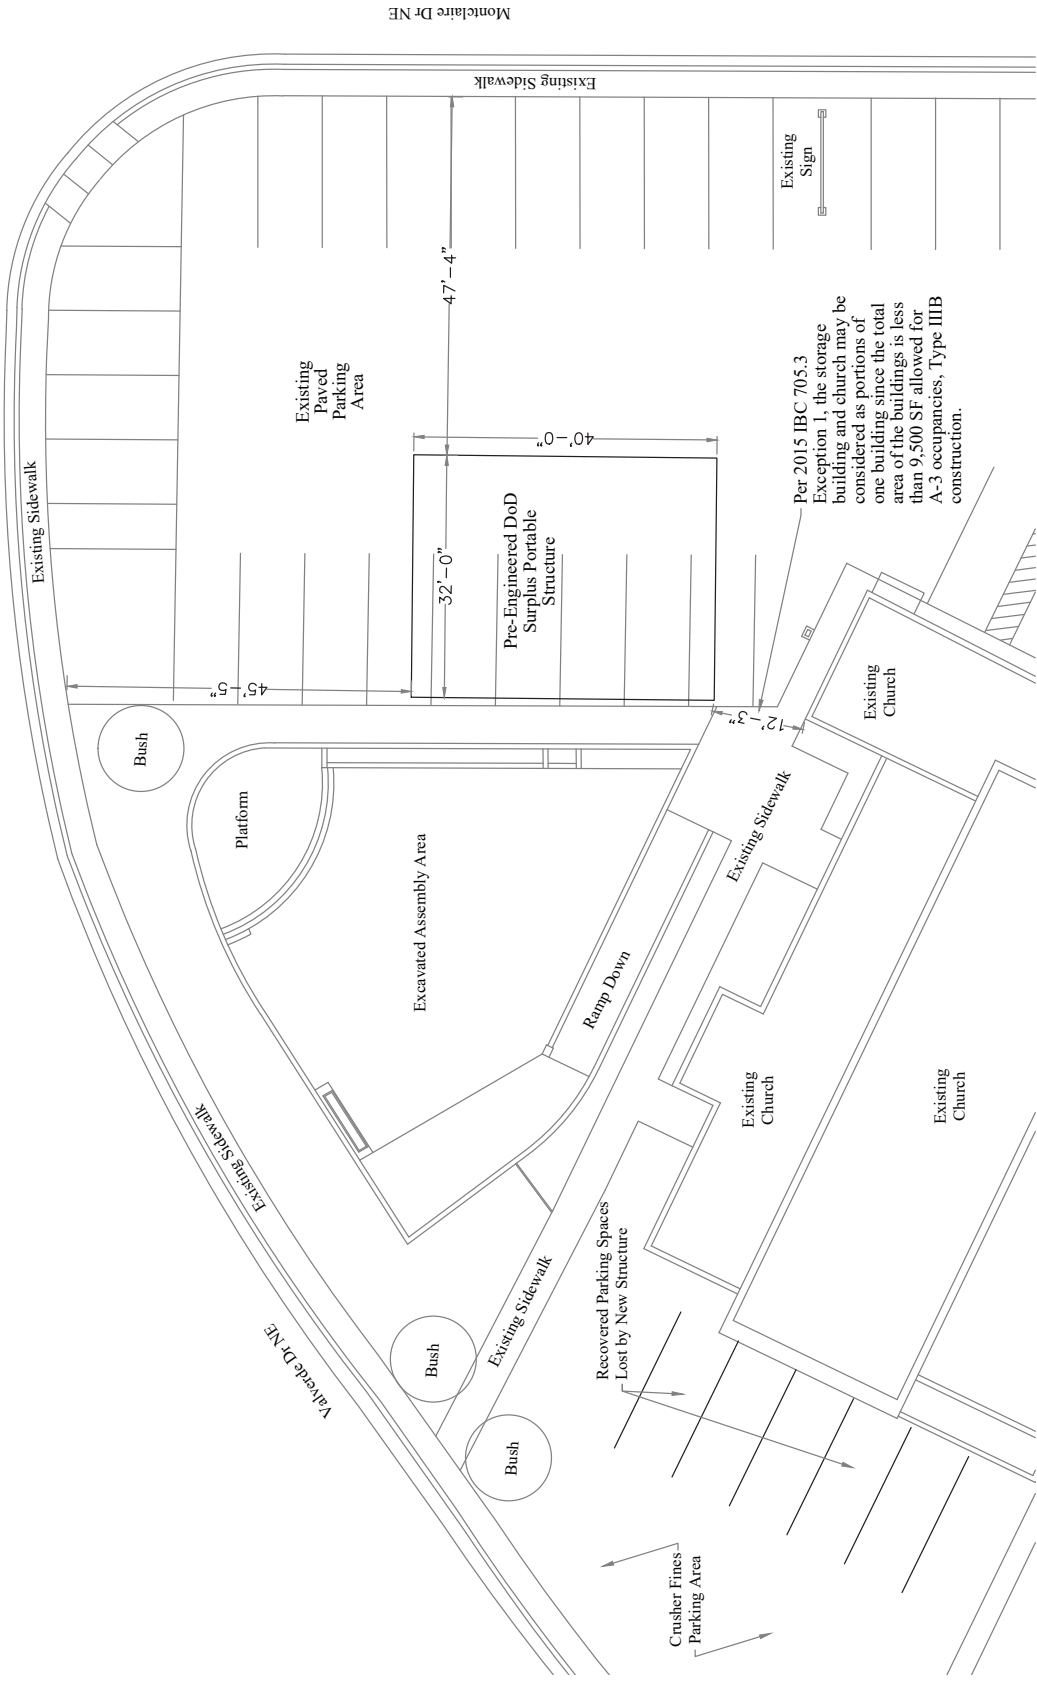 Montclaire Dr NE
Existing Sidewalk
Existing
Sign
47'-4"
Existing
Paved
Parking
Area
Per 2015 IBC 705.3
Exception 1, the storage
building and church may be
considered as portions of
one building since the total
area of the buildings is less
than 9,500 SF allowed for
A-3 occupancies, Type IIIB
construction.
40'-0"
Existing Sidewalk
32'-0"
Pre-Engineered DoD
Surplus Portable
Structure
45'-5"
12'-3"
Existing
Church
Bush
Platform
Existing Sidewalk
Excavated Assembly Area
Ramp Down
Existing
Church
Existing
Church
Existing Sidewalk
Recovered Parking Spaces
Lost by New Structure
Existing Sidewalk
Valverde Dr NE
Bush
Bush
Crusher Fines
Parking Area